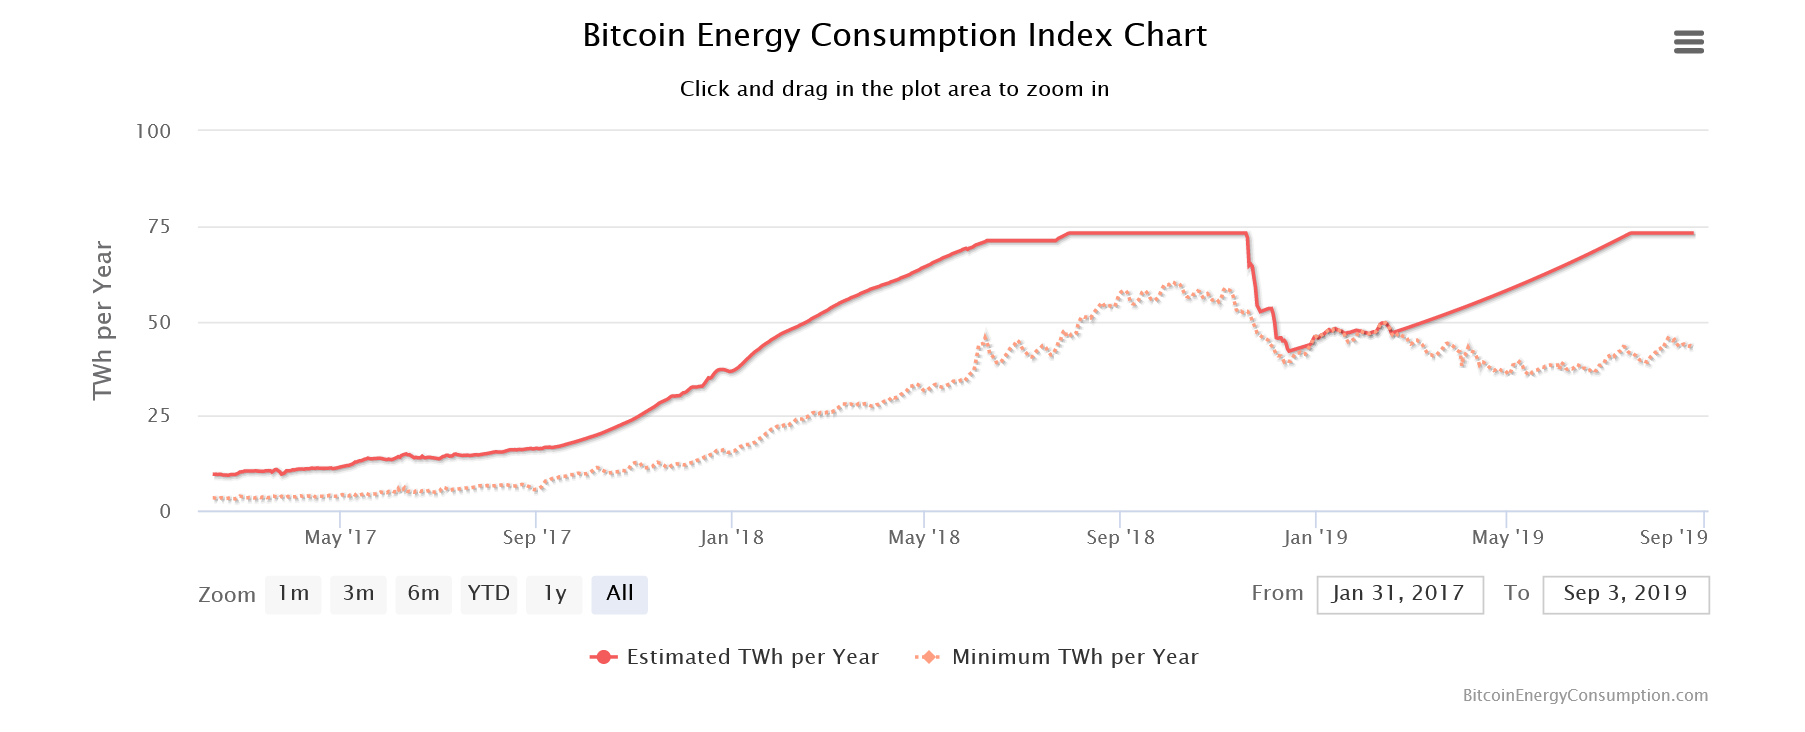 Bitcoin Energy Consumption Index Chart
Click and drag in the plot area to zoom in
TWh per Year
100
75
50
25
0
May '17 Sep '17 Jan '18 May '18 Sep '18 Jan '19 May '19 Sep '19
Zoom 1m 3m 6m YTD 1y All From Jan 31, 2017 To Sep 3, 2019
Estimated TWh per Year Minimum TWh per Year
BitcoinEnergyConsumption.com